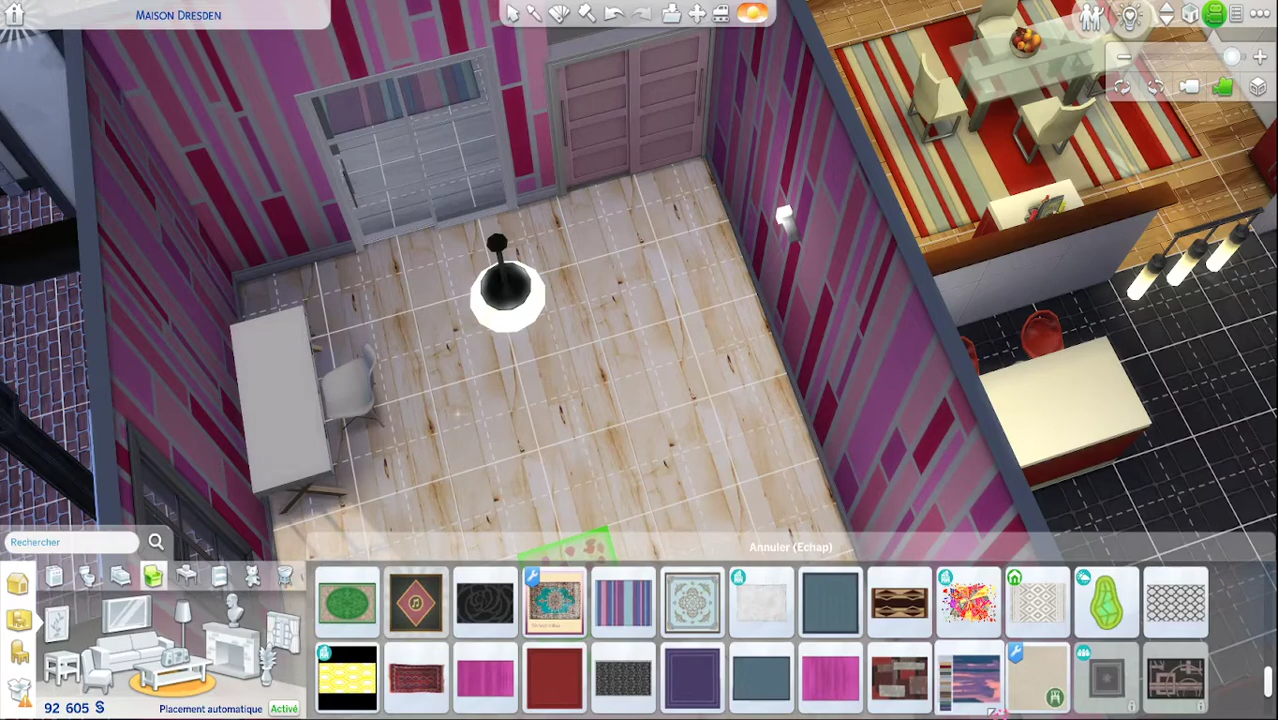 Maison Dresden
Annuler (Echap)
Rechercher
92 605 §
Placement automatique
Activé